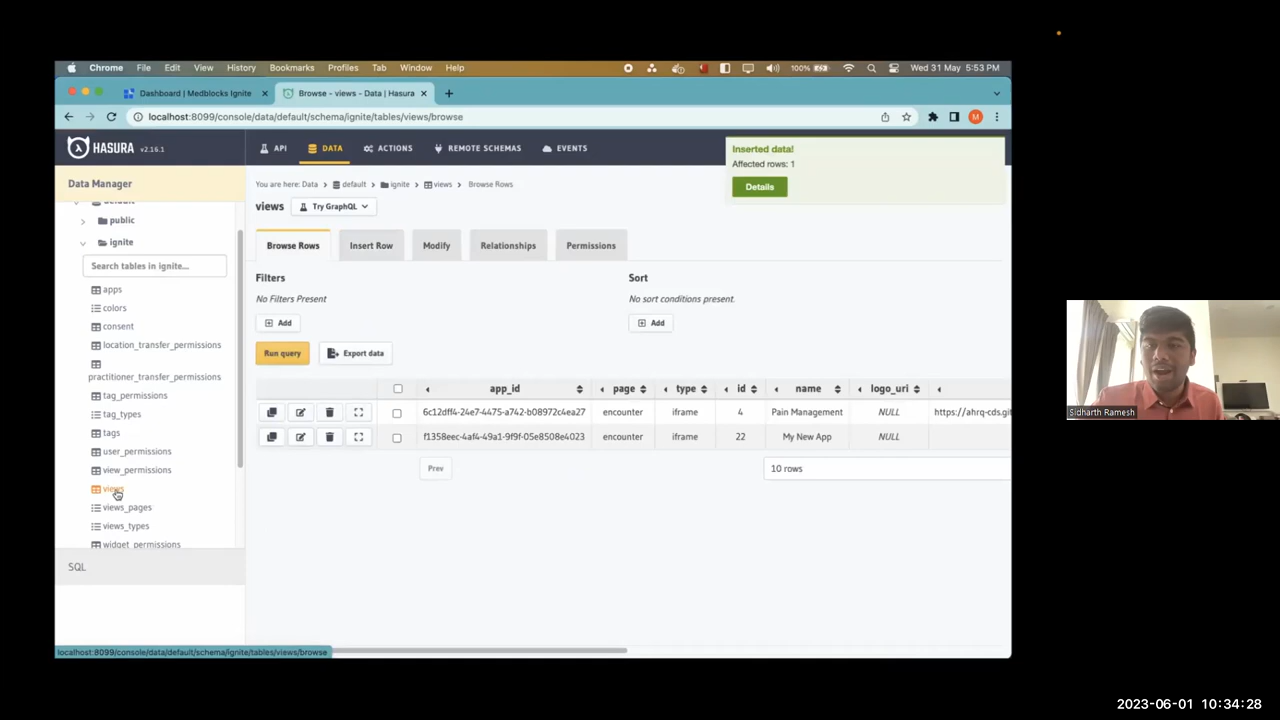 Chrome File Edit View History Bookmarks Profiles Tab Window Help 100% Wed 31 May 5:53 PM
Dashboard | Medblocks Ignite Browse - views - Data | Hasura
localhost:8099/console/data/default/schema/ignite/tables/views/browse M
HASURA v2.16.1 API DATA ACTIONS REMOTE SCHEMAS EVENTS
Inserted data!
Affected rows: 1
Details
Data Manager
You are here: Data > default > ignite > views > Browse Rows
views Try GraphQL
default
public
ignite
Search tables in ignite...
apps
colors
consent
location_transfer_permissions
practitioner_transfer_permissions
tag_permissions
tag_types
tags
user_permissions
view_permissions
views
views_pages
views_types
widget_permissions
SQL
Browse Rows Insert Row Modify Relationships Permissions
Filters Sort
No Filters Present No sort conditions present.
Add Add
Run query Export data
app_id page type id name logo_uri
6c12dff4-24e7-4475-a742-b08972c4ea27 encounter iframe 4 Pain Management NULL https://ahrq-cds.git
f1358eec-4af4-49a1-9f9f-05e8508e4023 encounter iframe 22 My New App NULL
Prev 10 rows
localhost:8099/console/data/default/schema/ignite/tables/views/browse
Sidharth Ramesh
2023-06-01 10:34:28